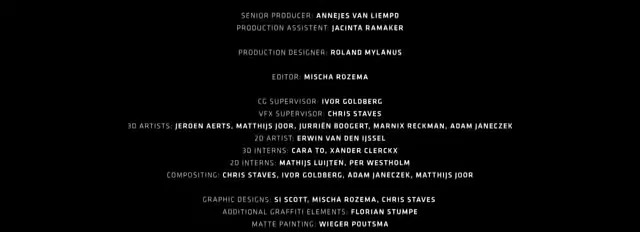 SENIOR PRODUCER: ANNEJES VAN LIEMPD
PRODUCTION ASSISTENT JACINTA RAMAKER
PRODUCTION DESIGNER: ROLAND MYLANUS
EDITOR: MISCHA ROZEMA
CG SUPERVISOR: IVOR GOLDBERG
VFX SUPERVISOR: CHRIS STAVES
3D ARTISTS: JEROEN AERTS, MATTHIJS JOOR, JURRIËN BOOGERT, MARNIX RECKMAN, ADAM JANECZEK
2D ARTIST: ERWIN VAN DEN IJSSEL
3D INTERNS: CARA TO, XANDER CLERCKX
2D INTERNS: MATHIJS LUIJTEN, PER WESTHOLM
COMPOSITING: CHRIS STAVES, IVOR GOLDBERG, ADAM JANECZEK, MATTHIJS JOOR
GRAPHIC DESIGNS: SI SCOTT, MISCHA ROZEMA, CHRIS STAVES
ADDITIONAL GRAFFITI ELEMENTS: FLORIAN STUMPE
MATTE PAINTING: WIEGER POUTSMA